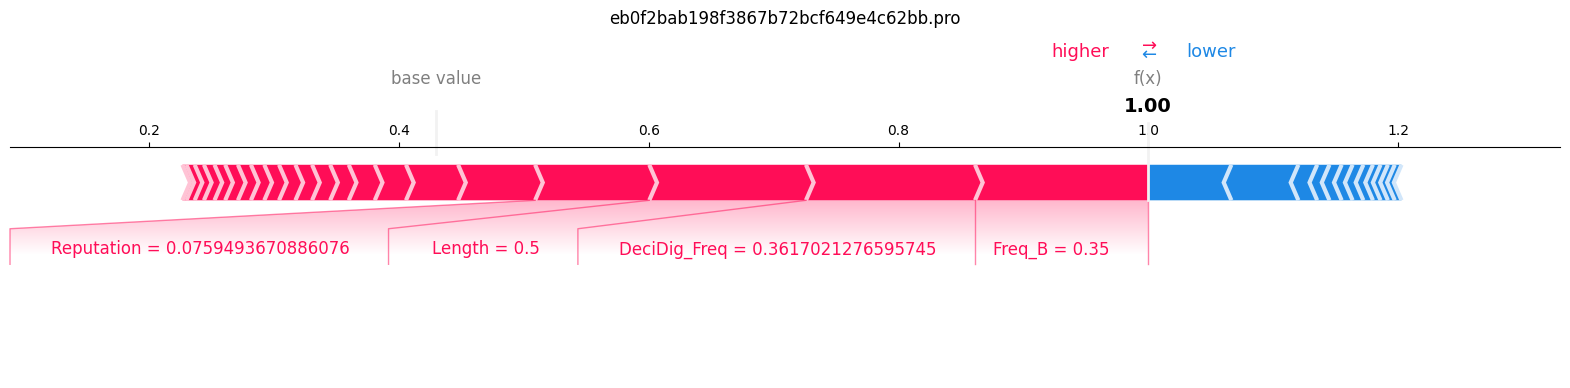 eb0f2bab198f3867b72bcf649e4c62bb.pro
higher ⇄ lower
base value f(x)
1.00
0.2 0.4 0.6 0.8 1.0 1.2
Reputation = 0.0759493670886076 Length = 0.5 DeciDig_Freq = 0.3617021276595745 Freq_B = 0.35